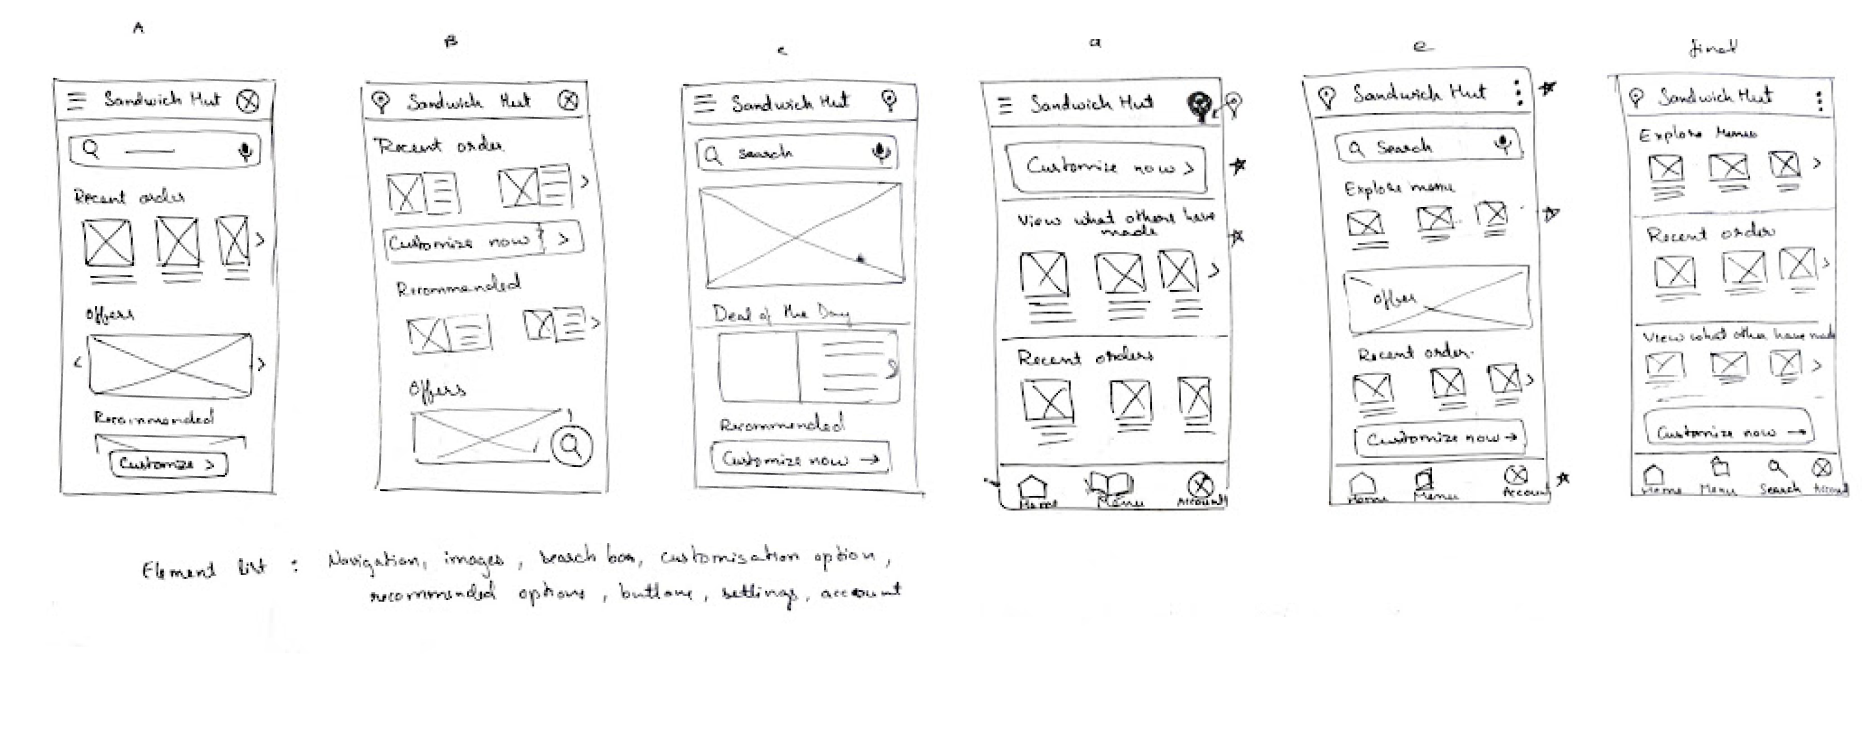 A
Sandwich Hut
Recent order
Offers
Recommended
Customize >
B
Sandwich Hut
Recent order
Customize now >
Recommended
Offers
c
Sandwich Hut
Search
Deal of the Day
Recommended
Customize now →
d
Sandwich Hut
Customize now >
View what others have
made
Recent orders
Home Menu Account
e
Sandwich Hut
Search
Explore menu
Offer
Recent order
Customize now →
Home Menu Account
final
Sandwich Hut
Explore Menu
Recent order
View what other have made
Customize now →
Home Menu Search Account
Element list : Navigation, images, search bar, customisation option,
recommended options, buttons, settings, account